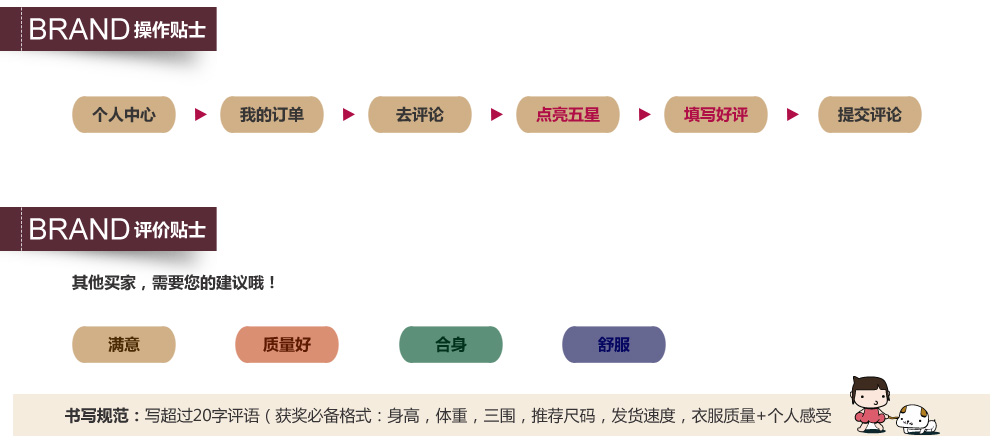 BRAND 操作贴士
个人中心 我的订单 去评论 点亮五星 填写好评 提交评论
BRAND 评价贴士
其他买家，需要您的建议哦！
满意 质量好 合身 舒服
书写规范：写超过20字评语（获奖必备格式：身高，体重，三围，推荐尺码，发货速度，衣服质量+个人感受